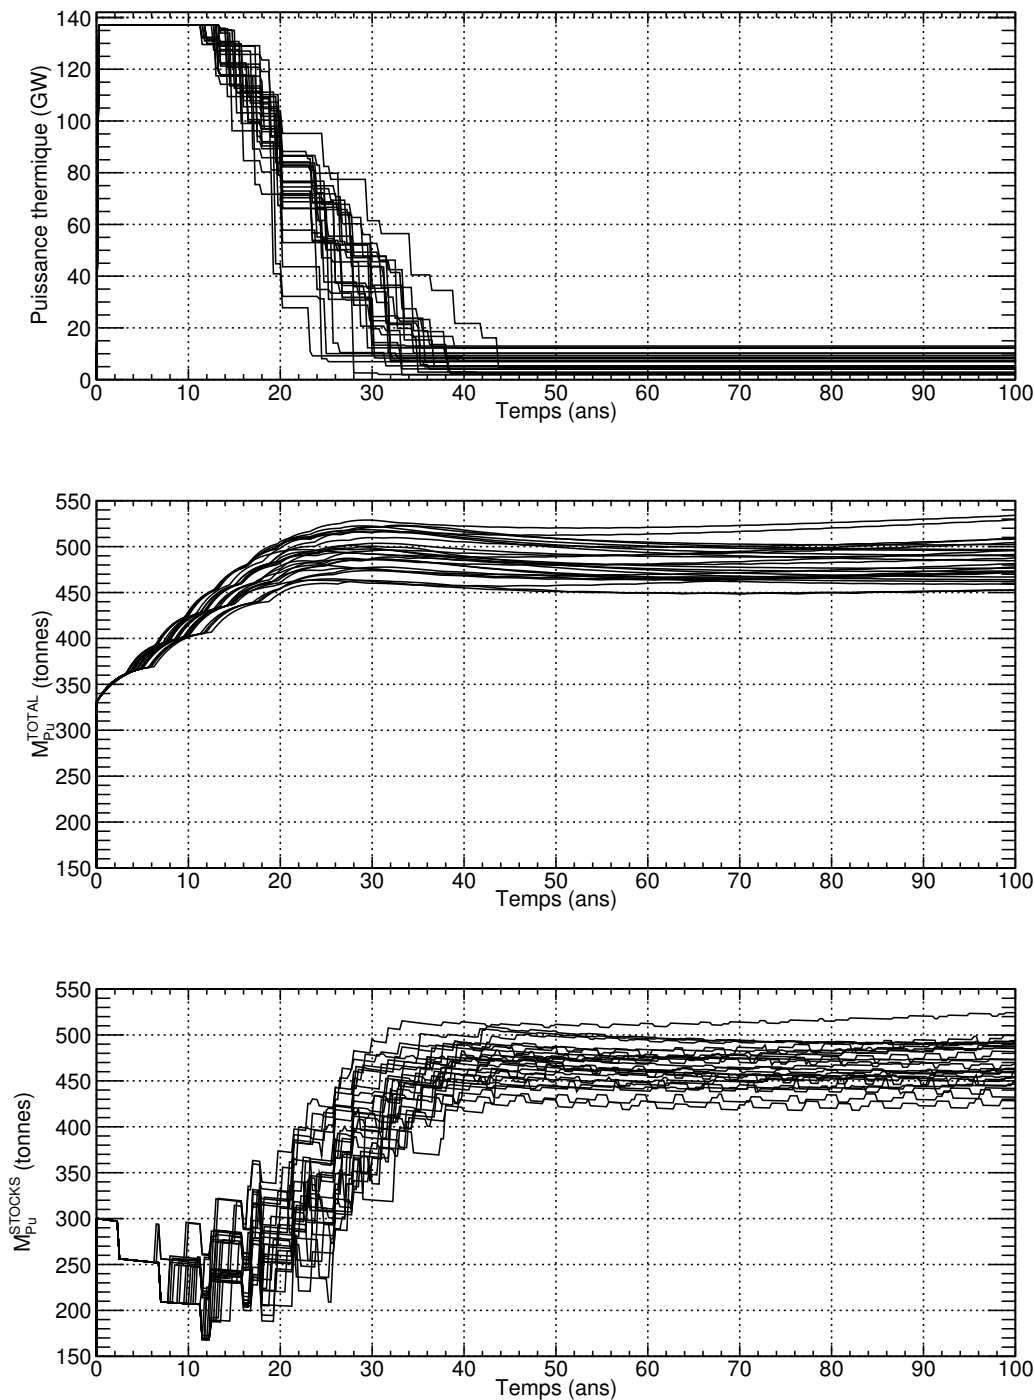 140
120
100
80
60
40
20
0
Puissance thermique (GW)
0 10 20 30 40 50 60 70 80 90 100
Temps (ans)
550
500
450
400
350
300
250
200
150
M_Pu^TOTAL (tonnes)
0 10 20 30 40 50 60 70 80 90 100
Temps (ans)
550
500
450
400
350
300
250
200
150
M_Pu^STOCKS (tonnes)
0 10 20 30 40 50 60 70 80 90 100
Temps (ans)